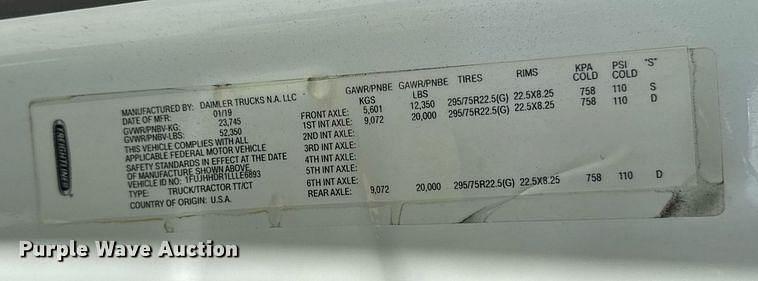 FREIGHTLINER
MANUFACTURED BY: DAIMLER TRUCKS N.A. LLC
DATE OF MFR: 01/19
GVWR/PNBV-KG: 23,745
GVWR/PNBV-LBS: 52,350
THIS VEHICLE COMPLIES WITH ALL
APPLICABLE FEDERAL MOTOR VEHICLE
SAFETY STANDARDS IN EFFECT AT THE DATE
OF MANUFACTURE SHOWN ABOVE
VEHICLE ID NO: 1FUJHHDR1LLLE6893
TYPE: TRUCK/TRACTOR TT/CT
COUNTRY OF ORIGIN: U.S.A.
GAWR/PNBE KGS GAWR/PNBE LBS TIRES RIMS KPA COLD PSI COLD "S"
FRONT AXLE: 5,601 12,350 295/75R22.5(G) 22.5X8.25 758 110 S
1ST INT AXLE: 9,072 20,000 295/75R22.5(G) 22.5X8.25 758 110 D
2ND INT AXLE:
3RD INT AXLE:
4TH INT AXLE:
5TH INT AXLE:
6TH INT AXLE:
REAR AXLE: 9,072 20,000 295/75R22.5(G) 22.5X8.25 758 110 D
Purple Wave Auction